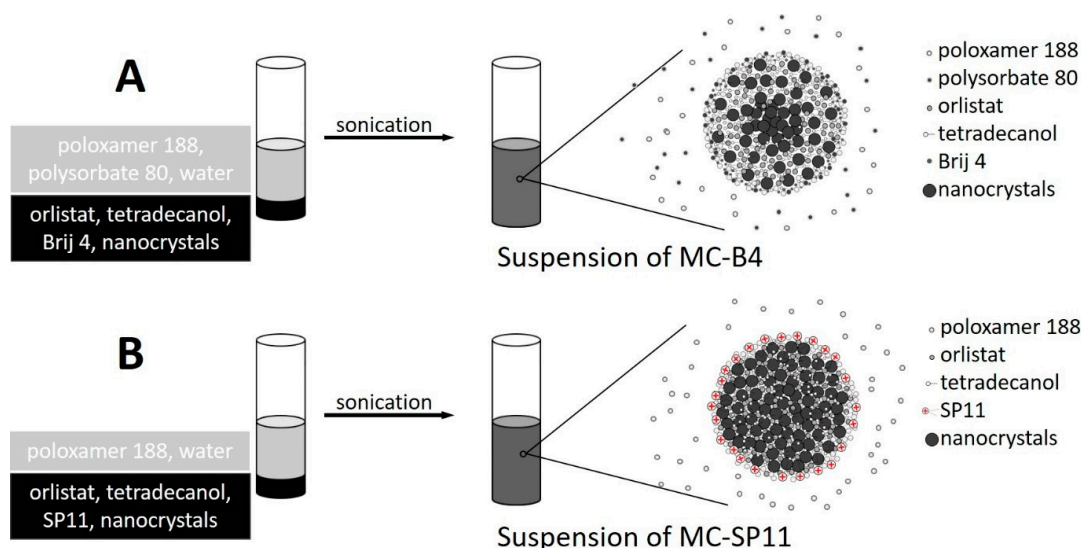 A
poloxamer 188,
polysorbate 80, water
orlistat, tetradecanol,
Brij 4, nanocrystals
sonication
Suspension of MC-B4
poloxamer 188
polysorbate 80
orlistat
tetradecanol
Brij 4
nanocrystals
B
poloxamer 188, water
orlistat, tetradecanol,
SP11, nanocrystals
sonication
Suspension of MC-SP11
poloxamer 188
orlistat
tetradecanol
SP11
nanocrystals